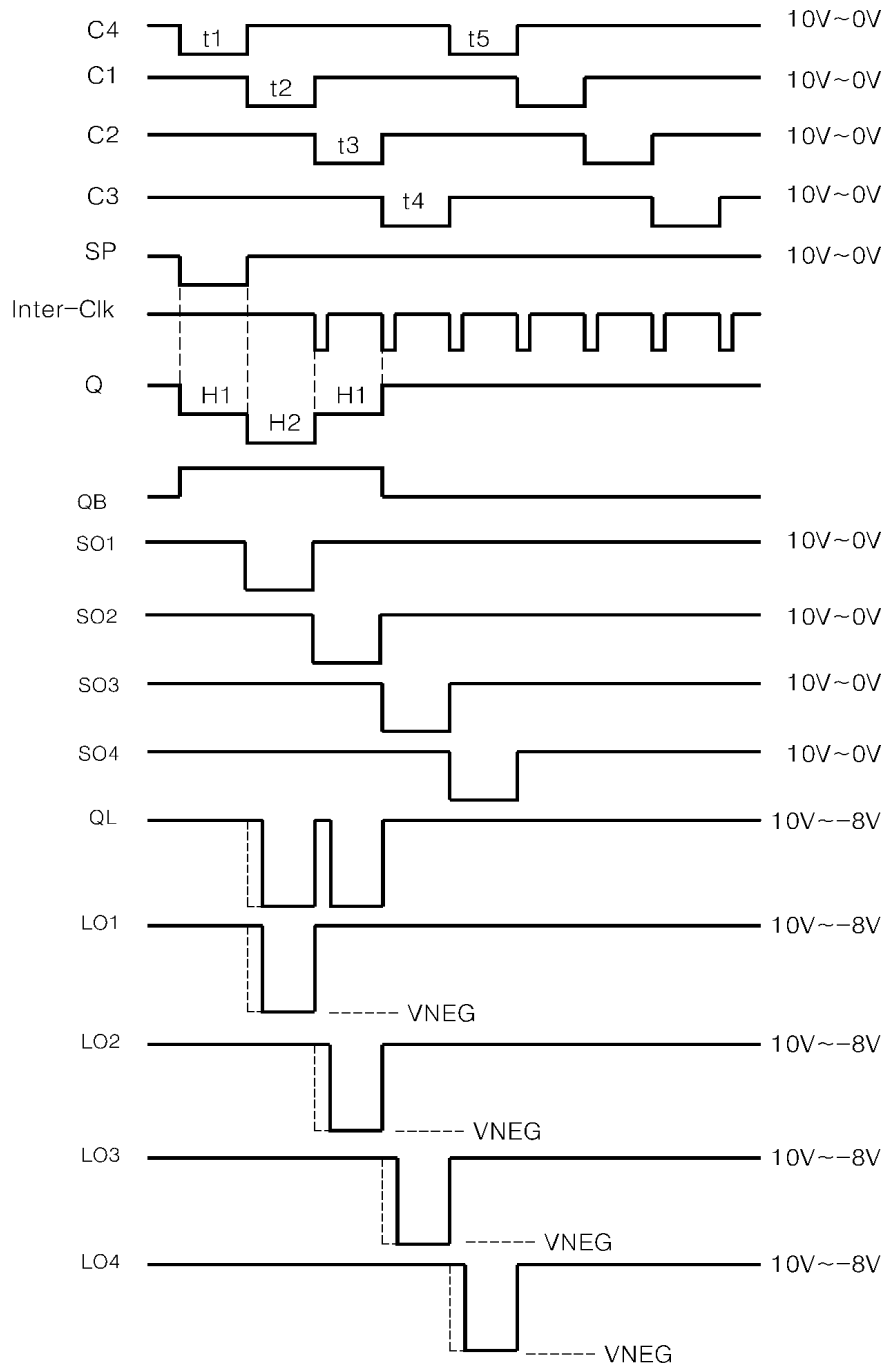 C4 t1 t5 10V~0V
C1 t2 10V~0V
C2 t3 10V~0V
C3 t4 10V~0V
SP 10V~0V
Inter-Clk
Q H1 H2 H1
QB
SO1 10V~0V
SO2 10V~0V
SO3 10V~0V
SO4 10V~0V
QL 10V~-8V
LO1 10V~-8V
VNEG
LO2 10V~-8V
VNEG
LO3 10V~-8V
VNEG
LO4 10V~-8V
VNEG